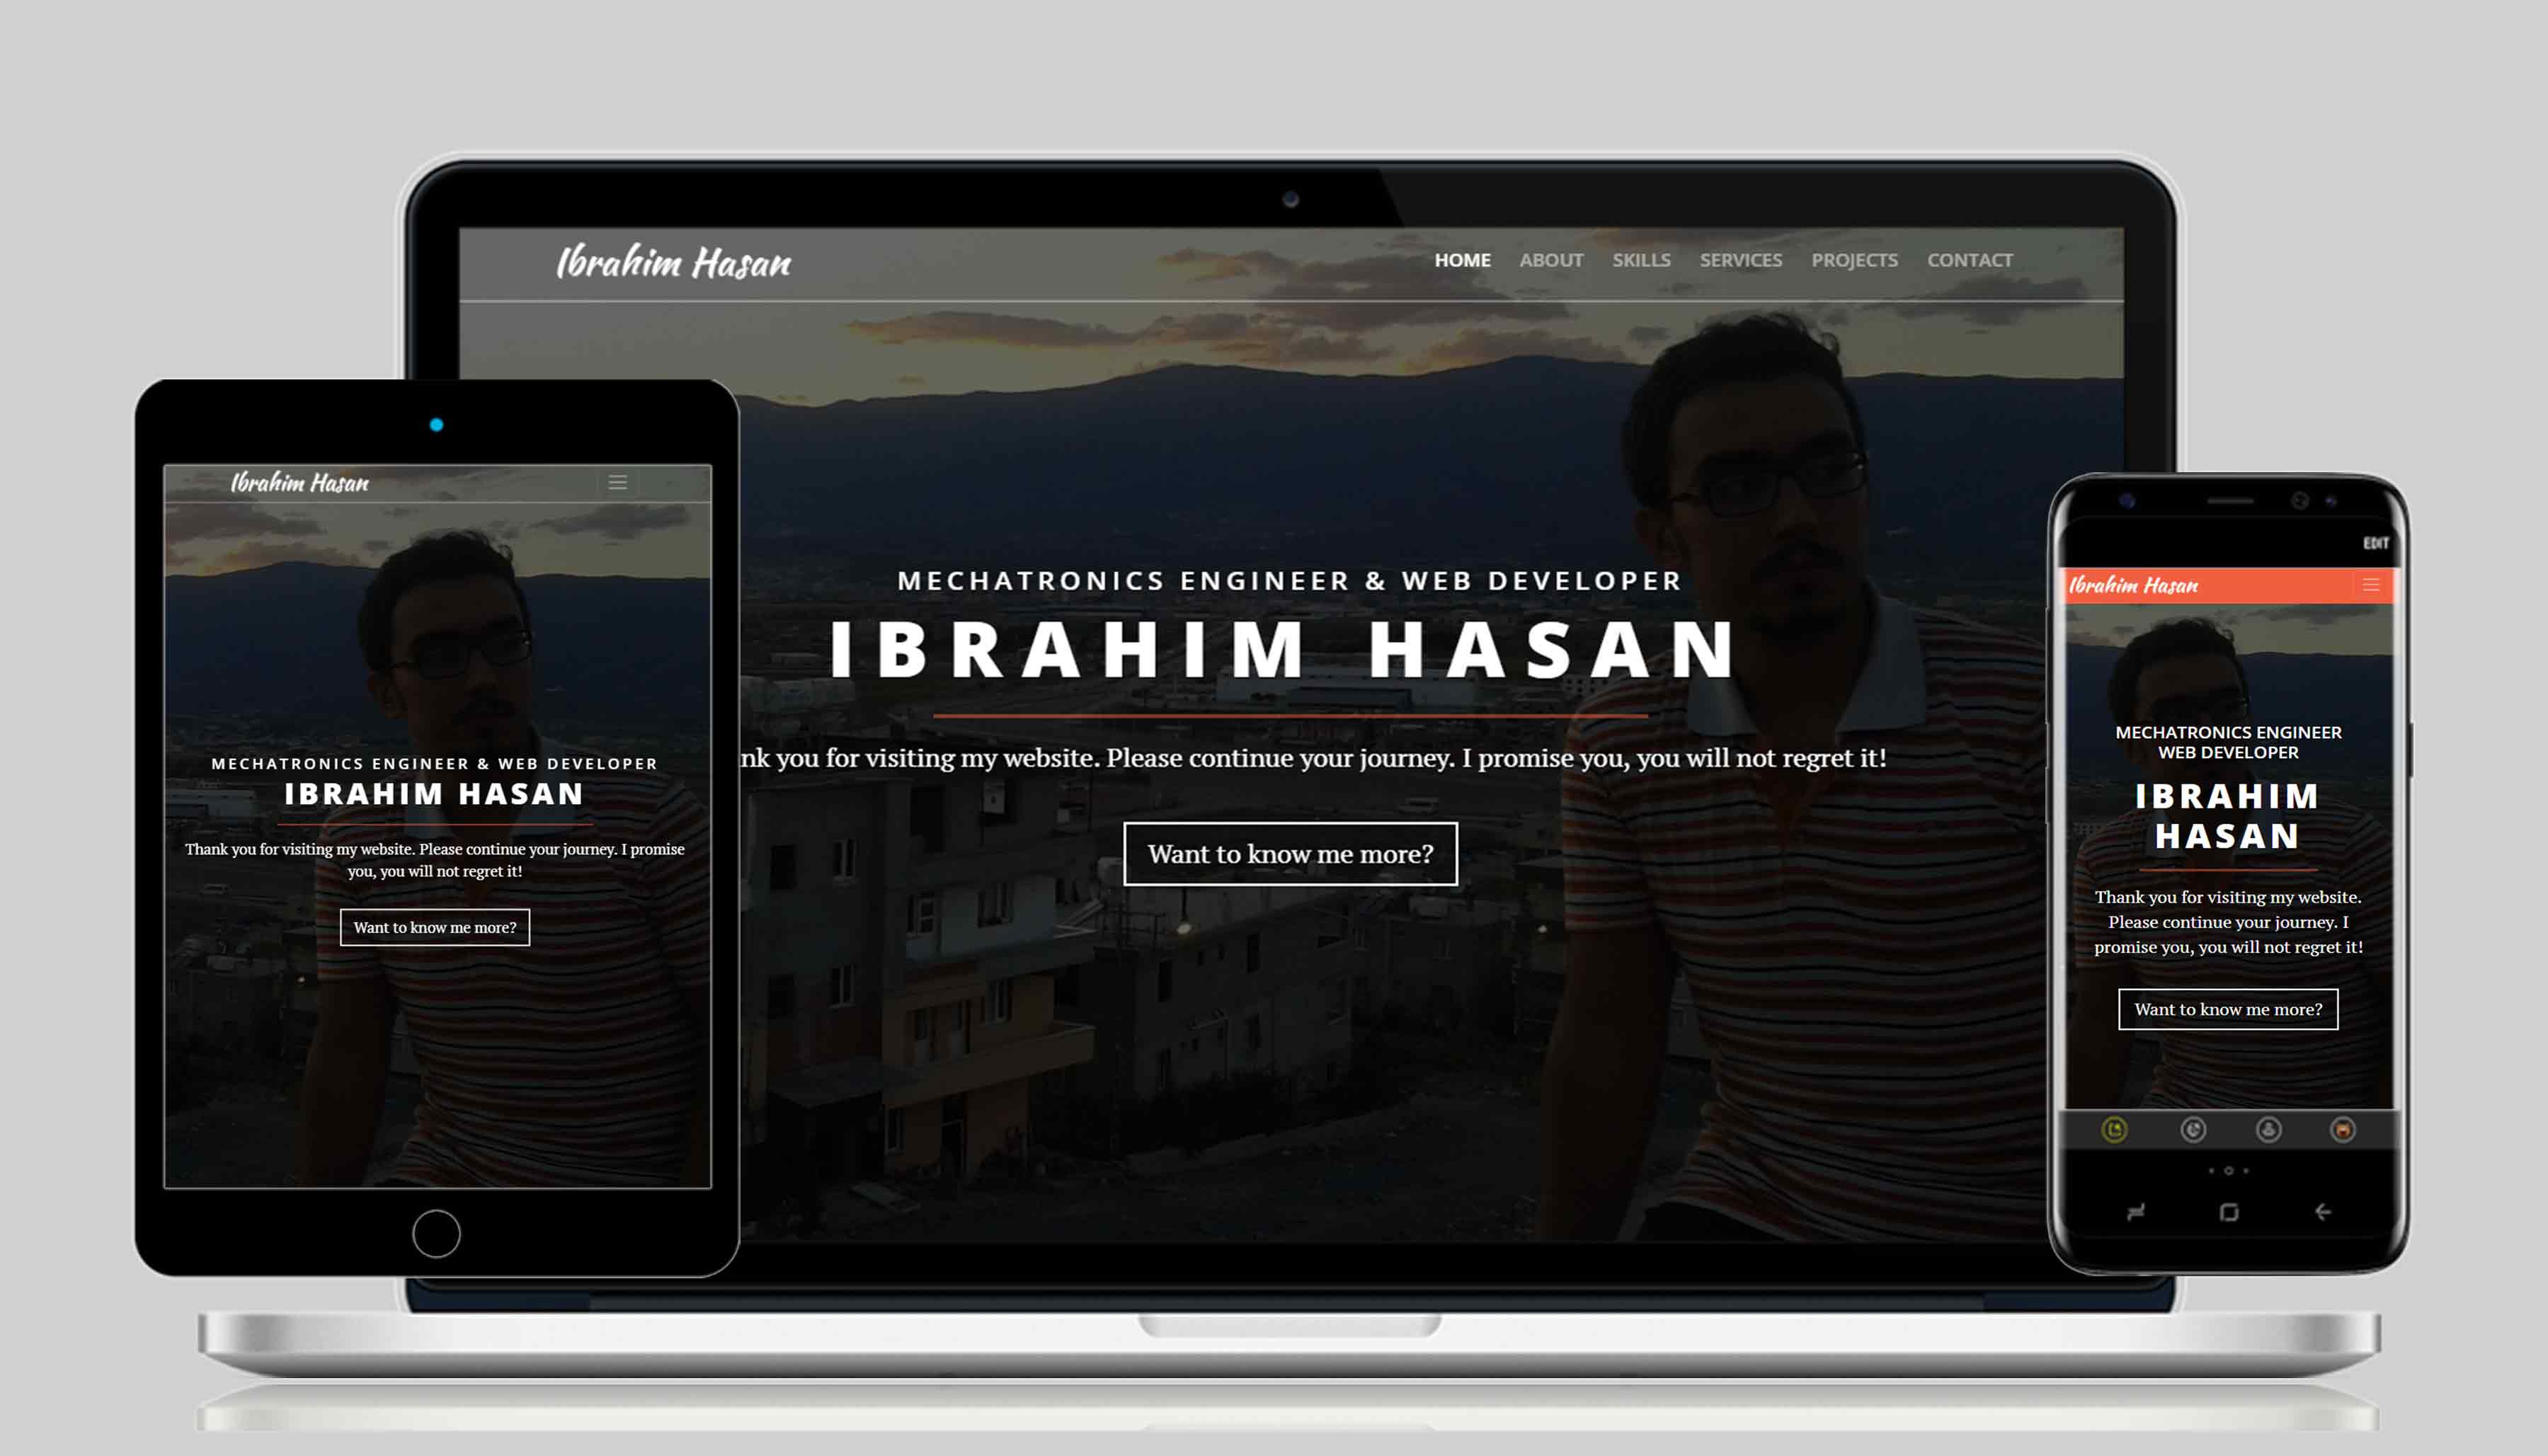 Ibrahim Hasan
HOME ABOUT SKILLS SERVICES PROJECTS CONTACT
MECHATRONICS ENGINEER & WEB DEVELOPER
IBRAHIM HASAN
nk you for visiting my website. Please continue your journey. I promise you, you will not regret it!
Want to know me more?
Ibrahim Hasan
MECHATRONICS ENGINEER & WEB DEVELOPER
IBRAHIM HASAN
Thank you for visiting my website. Please continue your journey. I promise
you, you will not regret it!
Want to know me more?
EDIT
Ibrahim Hasan
MECHATRONICS ENGINEER
WEB DEVELOPER
IBRAHIM
HASAN
Thank you for visiting my website.
Please continue your journey. I
promise you, you will not regret it!
Want to know me more?